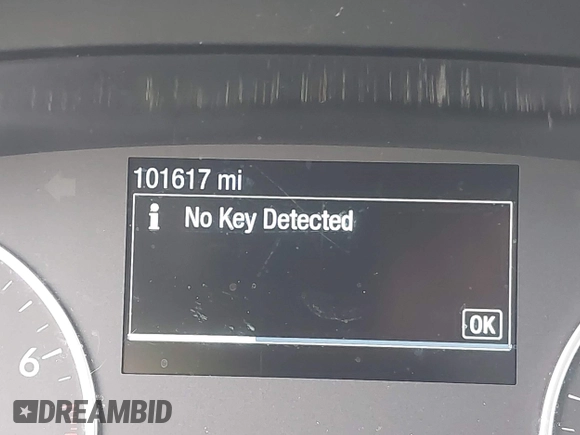 101617 mi
i No Key Detected
OK
6
DREAMBID